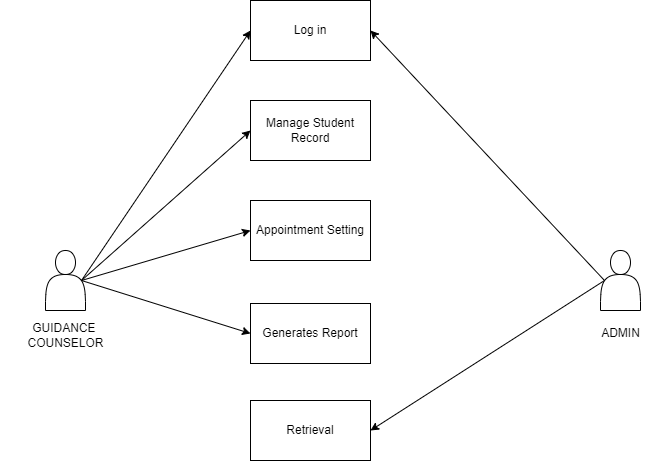 Log in
Manage Student
Record
Appointment Setting
GUIDANCE
COUNSELOR
Generates Report
ADMIN
Retrieval